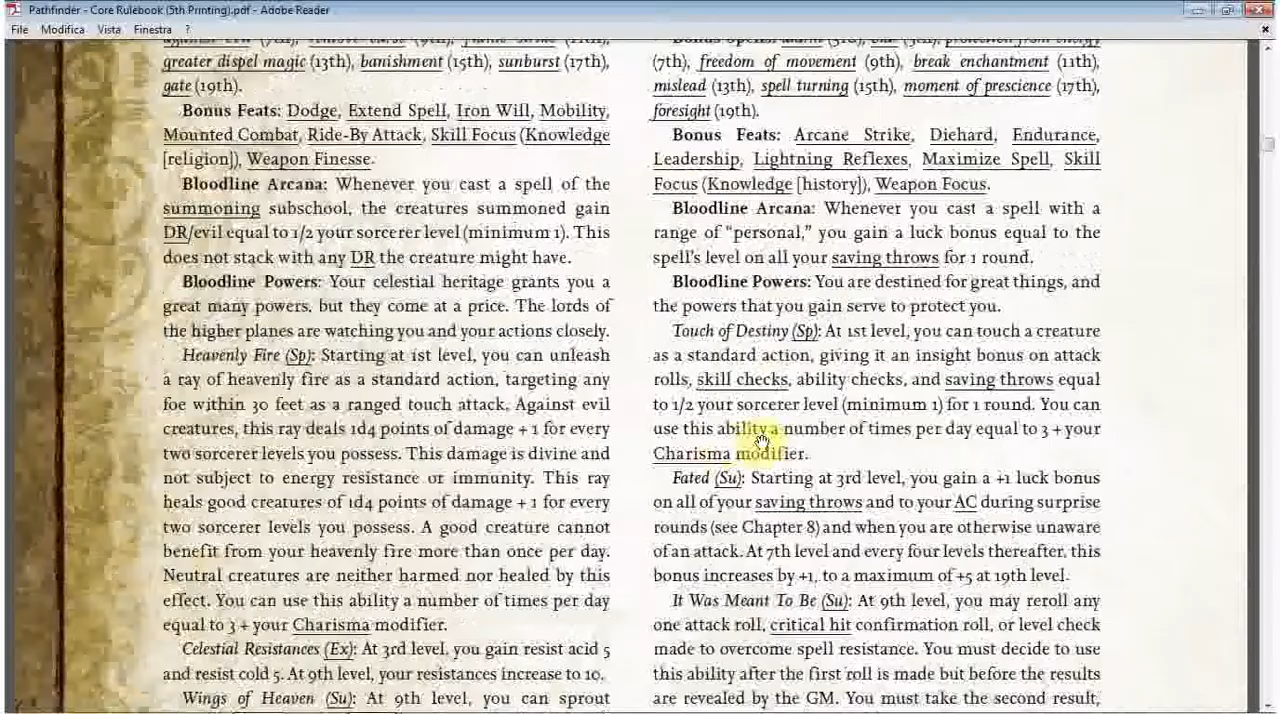 Pathfinder - Core Rulebook (5th Printing).pdf - Adobe Reader
File Modifica Vista Finestra ?
greater dispel magic (13th), banishment (15th), sunburst (17th),
gate (19th).
Bonus Feats: Dodge, Extend Spell, Iron Will, Mobility,
Mounted Combat, Ride-By Attack, Skill Focus (Knowledge
[religion]), Weapon Finesse.
Bloodline Arcana: Whenever you cast a spell of the
summoning subschool, the creatures summoned gain
DR/evil equal to 1/2 your sorcerer level (minimum 1). This
does not stack with any DR the creature might have.
Bloodline Powers: Your celestial heritage grants you a
great many powers, but they come at a price. The lords of
the higher planes are watching you and your actions closely.
Heavenly Fire (Sp): Starting at 1st level, you can unleash
a ray of heavenly fire as a standard action, targeting any
foe within 30 feet as a ranged touch attack. Against evil
creatures, this ray deals 1d4 points of damage + 1 for every
two sorcerer levels you possess. This damage is divine and
not subject to energy resistance or immunity. This ray
heals good creatures of 1d4 points of damage + 1 for every
two sorcerer levels you possess. A good creature cannot
benefit from your heavenly fire more than once per day.
Neutral creatures are neither harmed nor healed by this
effect. You can use this ability a number of times per day
equal to 3 + your Charisma modifier.
Celestial Resistances (Ex): At 3rd level, you gain resist acid 5
and resist cold 5. At 9th level, your resistances increase to 10.
Wings of Heaven (Su): At 9th level, you can sprout
(7th), freedom of movement (9th), break enchantment (11th),
mislead (13th), spell turning (15th), moment of prescience (17th),
foresight (19th).
Bonus Feats: Arcane Strike, Diehard, Endurance,
Leadership, Lightning Reflexes, Maximize Spell, Skill
Focus (Knowledge [history]), Weapon Focus.
Bloodline Arcana: Whenever you cast a spell with a
range of “personal,” you gain a luck bonus equal to the
spell’s level on all your saving throws for 1 round.
Bloodline Powers: You are destined for great things, and
the powers that you gain serve to protect you.
Touch of Destiny (Sp): At 1st level, you can touch a creature
as a standard action, giving it an insight bonus on attack
rolls, skill checks, ability checks, and saving throws equal
to 1/2 your sorcerer level (minimum 1) for 1 round. You can
use this ability a number of times per day equal to 3 + your
Charisma modifier.
Fated (Su): Starting at 3rd level, you gain a +1 luck bonus
on all of your saving throws and to your AC during surprise
rounds (see Chapter 8) and when you are otherwise unaware
of an attack. At 7th level and every four levels thereafter, this
bonus increases by +1, to a maximum of +5 at 19th level.
It Was Meant To Be (Su): At 9th level, you may reroll any
one attack roll, critical hit confirmation roll, or level check
made to overcome spell resistance. You must decide to use
this ability after the first roll is made but before the results
are revealed by the GM. You must take the second result,